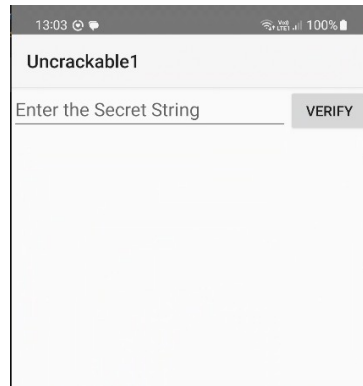 13:03 100%
Uncrackable1
Enter the Secret String VERIFY